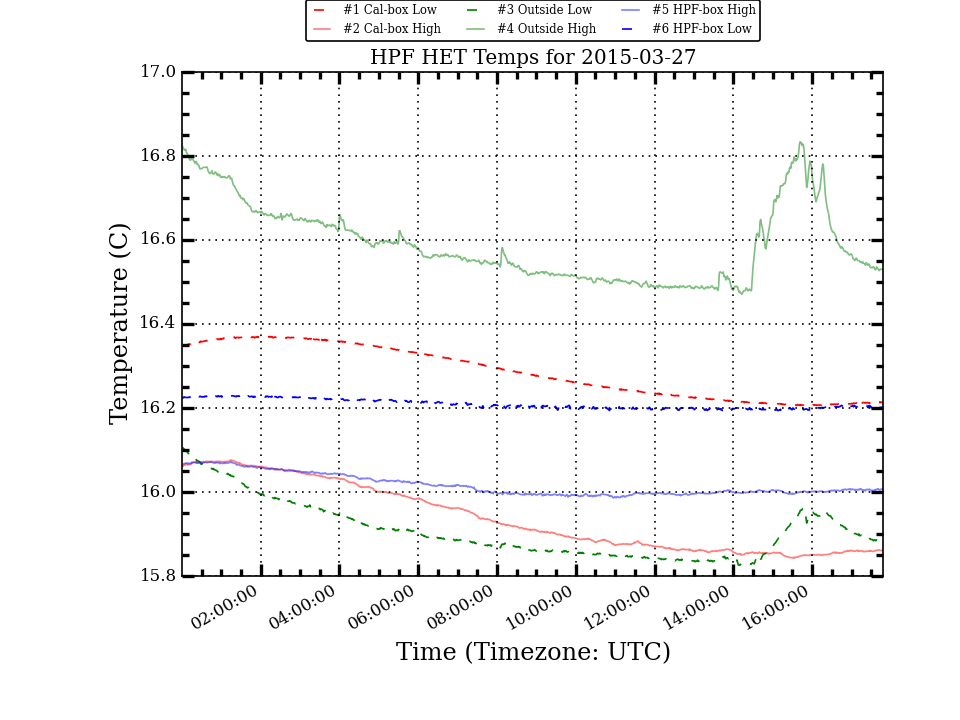 #1 Cal-box Low #3 Outside Low #5 HPF-box High
#2 Cal-box High #4 Outside High #6 HPF-box Low
HPF HET Temps for 2015-03-27
17.0
16.8
16.6
16.4
16.2
16.0
15.8
Temperature (C)
02:00:00 04:00:00 06:00:00 08:00:00 10:00:00 12:00:00 14:00:00 16:00:00
Time (Timezone: UTC)